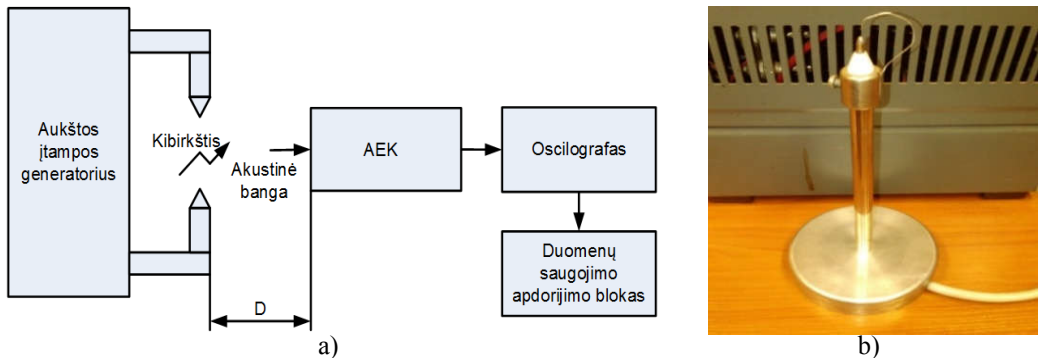 Aukštos
įtampos
generatorius
Kibirkštis
Akustinė
banga
AEK
Oscilografas
Duomenų
saugojimo
apdorijimo blokas
D
a)
b)